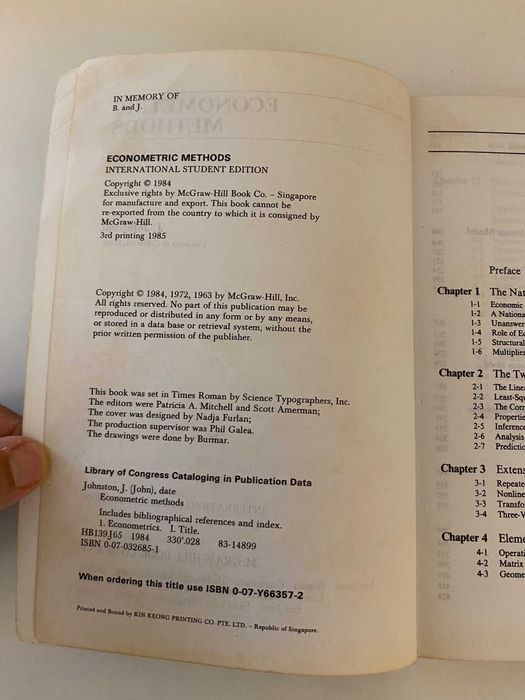 IN MEMORY OF
B. and J.
ECONOMETRIC METHODS
INTERNATIONAL STUDENT EDITION
Copyright © 1984
Exclusive rights by McGraw-Hill Book Co. – Singapore
for manufacture and export. This book cannot be
re-exported from the country to which it is consigned by
McGraw-Hill.
3rd printing 1985
Copyright © 1984, 1972, 1963 by McGraw-Hill, Inc.
All rights reserved. No part of this publication may be
reproduced or distributed in any form or by any means,
or stored in a data base or retrieval system, without the
prior written permission of the publisher.
This book was set in Times Roman by Science Typographers, Inc.
The editors were Patricia A. Mitchell and Scott Amerman;
The cover was designed by Nadja Furlan;
The production supervisor was Phil Galea.
The drawings were done by Burmar.
Library of Congress Cataloging in Publication Data
Johnston, J. (John), date
Econometric methods
Includes bibliographical references and index.
1. Econometrics. I. Title.
HB139.J65 1984 330'.028 83-14899
ISBN 0-07-032685-1
When ordering this title use ISBN 0-07-Y66357-2
Printed and Bound by KIN KEONG PRINTING CO. PTE. LTD. – Republic of Singapore.
Preface
Chapter 1 The
1-1 Economic
1-2 A
1-3
1-4 Role of
1-5 Structural
1-6
Chapter 2 The
2-1 The
2-2
2-3 The
2-4
2-5 Inference
2-6 Analysis
2-7
Chapter 3
3-1
3-2
3-3
3-4
Chapter 4
4-1
4-2 Matrix
4-3